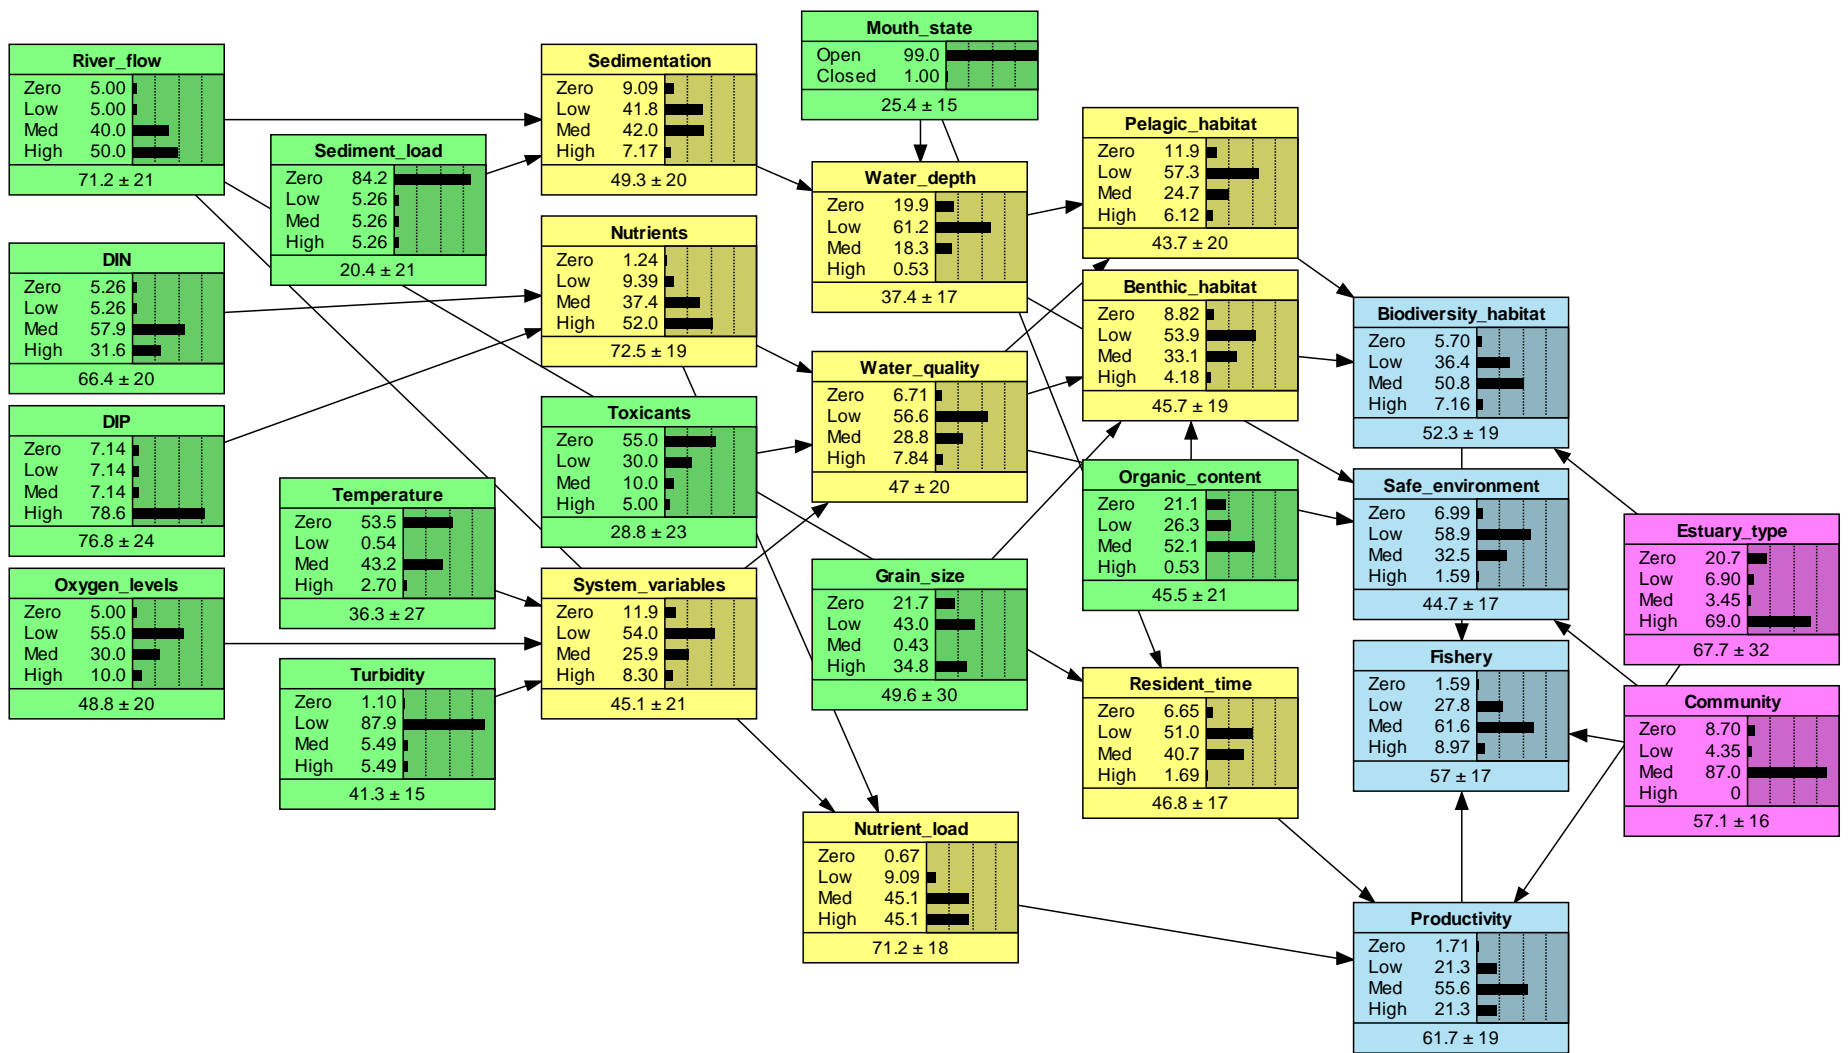 Mouth_state
Open 99.0
Closed 1.00
25.4 ± 15
River_flow
Zero 5.00
Low 5.00
Med 40.0
High 50.0
71.2 ± 21
Sedimentation
Zero 9.09
Low 41.8
Med 42.0
High 7.17
49.3 ± 20
Sediment_load
Zero 84.2
Low 5.26
Med 5.26
High 5.26
20.4 ± 21
Pelagic_habitat
Zero 11.9
Low 57.3
Med 24.7
High 6.12
43.7 ± 20
Water_depth
Zero 19.9
Low 61.2
Med 18.3
High 0.53
37.4 ± 17
Nutrients
Zero 1.24
Low 9.39
Med 37.4
High 52.0
72.5 ± 19
DIN
Zero 5.26
Low 5.26
Med 57.9
High 31.6
66.4 ± 20
Benthic_habitat
Zero 8.82
Low 53.9
Med 33.1
High 4.18
45.7 ± 19
Biodiversity_habitat
Zero 5.70
Low 36.4
Med 50.8
High 7.16
52.3 ± 19
Water_quality
Zero 6.71
Low 56.6
Med 28.8
High 7.84
47 ± 20
DIP
Zero 7.14
Low 7.14
Med 7.14
High 78.6
76.8 ± 24
Toxicants
Zero 55.0
Low 30.0
Med 10.0
High 5.00
28.8 ± 23
Temperature
Zero 53.5
Low 0.54
Med 43.2
High 2.70
36.3 ± 27
Organic_content
Zero 21.1
Low 26.3
Med 52.1
High 0.53
45.5 ± 21
Safe_environment
Zero 6.99
Low 58.9
Med 32.5
High 1.59
44.7 ± 17
Estuary_type
Zero 20.7
Low 6.90
Med 3.45
High 69.0
67.7 ± 32
Oxygen_levels
Zero 5.00
Low 55.0
Med 30.0
High 10.0
48.8 ± 20
System_variables
Zero 11.9
Low 54.0
Med 25.9
High 8.30
45.1 ± 21
Grain_size
Zero 21.7
Low 43.0
Med 0.43
High 34.8
49.6 ± 30
Turbidity
Zero 1.10
Low 87.9
Med 5.49
High 5.49
41.3 ± 15
Resident_time
Zero 6.65
Low 51.0
Med 40.7
High 1.69
46.8 ± 17
Fishery
Zero 1.59
Low 27.8
Med 61.6
High 8.97
57 ± 17
Community
Zero 8.70
Low 4.35
Med 87.0
High 0
57.1 ± 16
Nutrient_load
Zero 0.67
Low 9.09
Med 45.1
High 45.1
71.2 ± 18
Productivity
Zero 1.71
Low 21.3
Med 55.6
High 21.3
61.7 ± 19